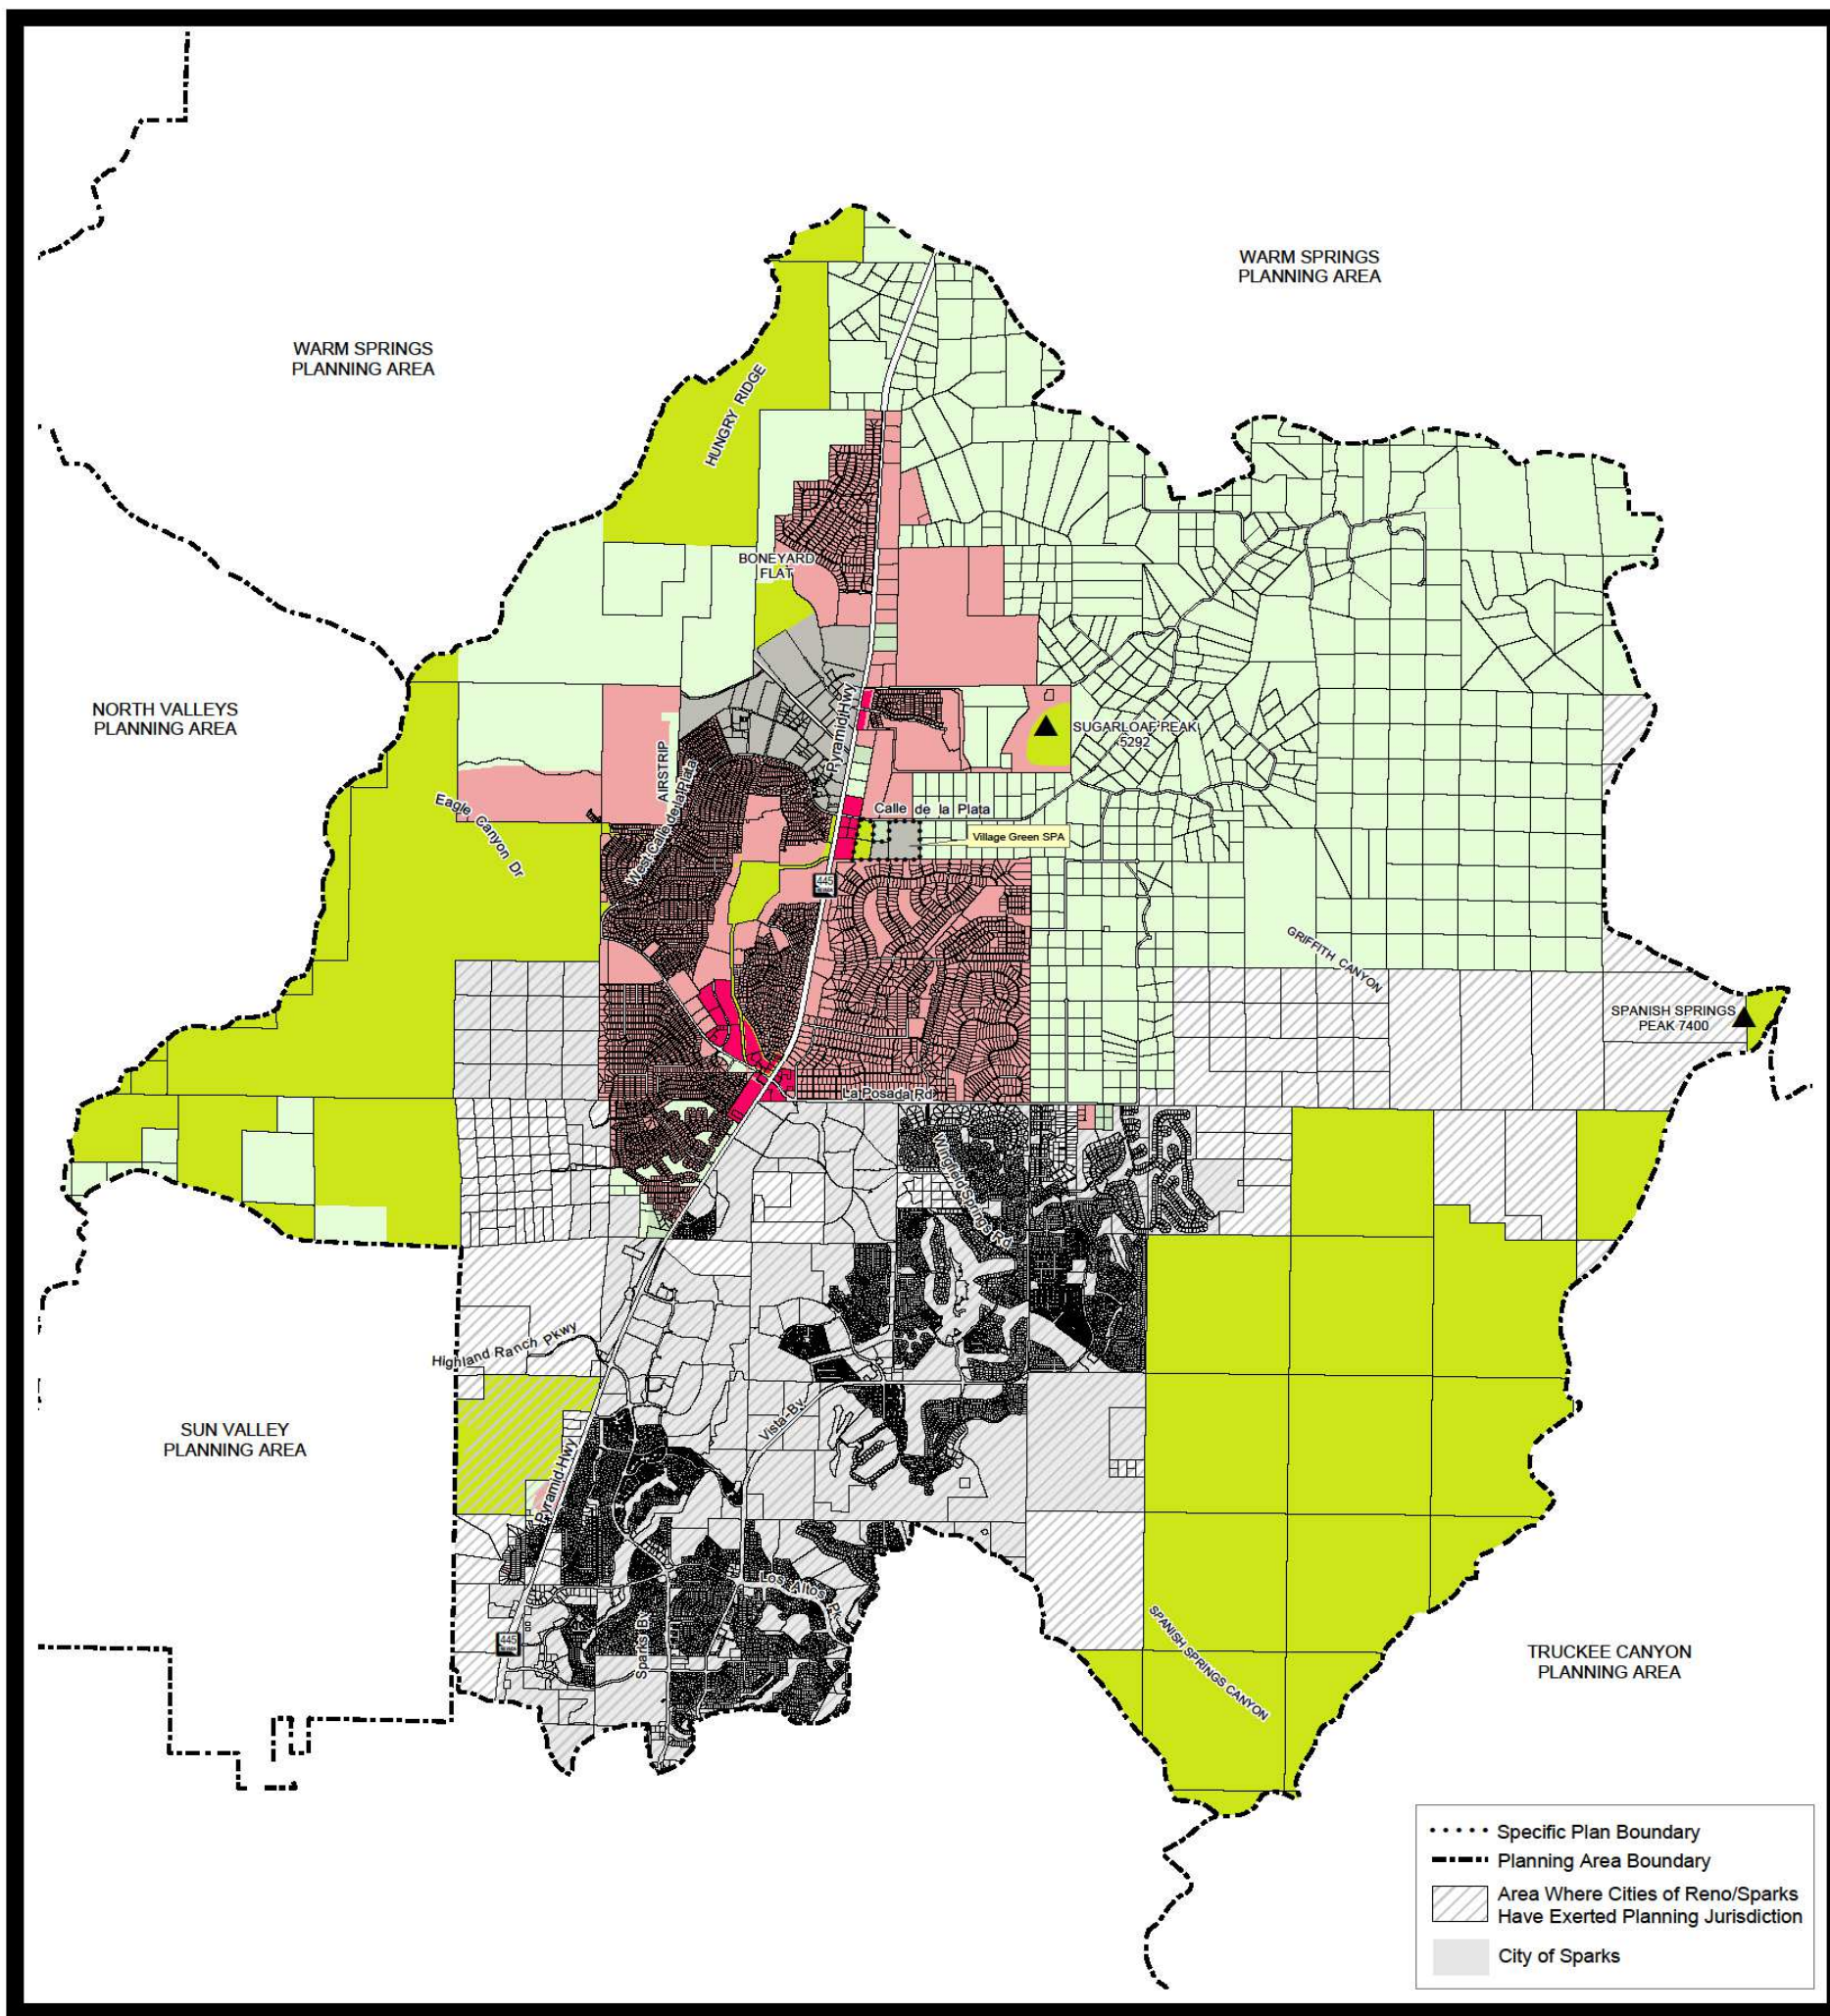 WARM SPRINGS
PLANNING AREA
WARM SPRINGS
PLANNING AREA
HUNGRY RIDGE
BONEYARD
FLAT
NORTH VALLEYS
PLANNING AREA
Pyramid Hwy
SUGARLOAF PEAK
5292
AIRSTRIP
West Calle de la Plata
Eagle Canyon Dr
Calle de la Plata
Village Green SPA
445
GRIFFITH CANYON
SPANISH SPRINGS
PEAK 7400
La Posada Rd
Wingfield Springs Rd
Highland Ranch Pkwy
SUN VALLEY
PLANNING AREA
Vista Bv
Pyramid Hwy
Los Altos Pk
Sparks Bv
445
SPANISH SPRINGS CANYON
TRUCKEE CANYON
PLANNING AREA
Specific Plan Boundary
Planning Area Boundary
Area Where Cities of Reno/Sparks
Have Exerted Planning Jurisdiction
City of Sparks